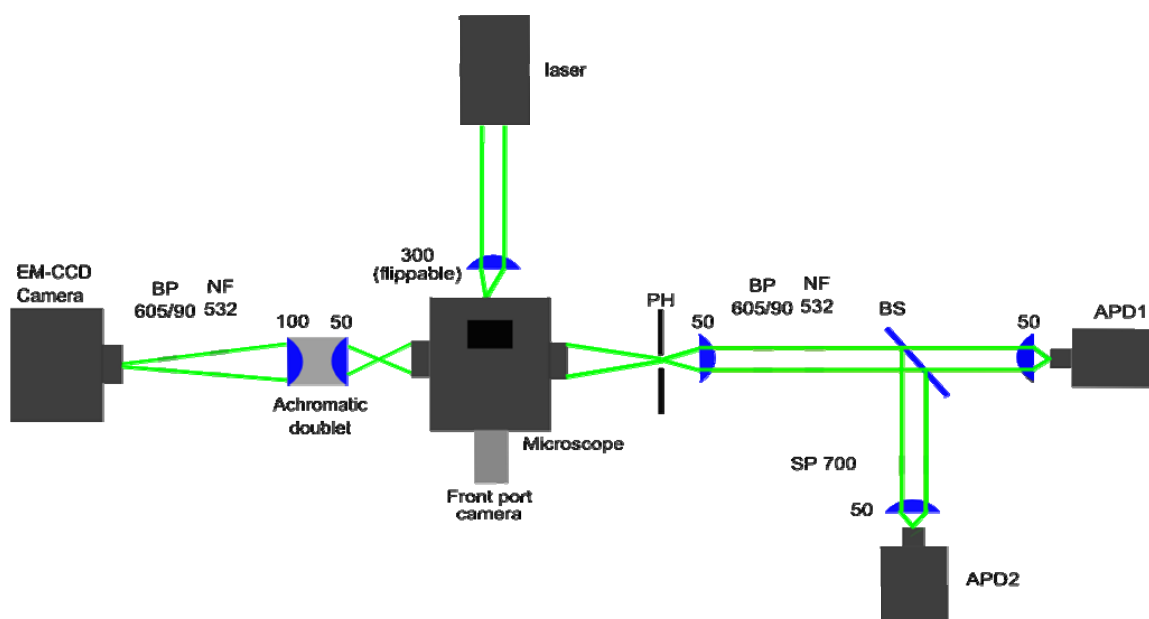 laser
300
(flippable)
EM-CCD
Camera
BP
605/90
NF
532
100
50
Achromatic
doublet
Microscope
Front port
camera
PH
50
BP
605/90
NF
532
BS
50
APD1
SP 700
50
APD2